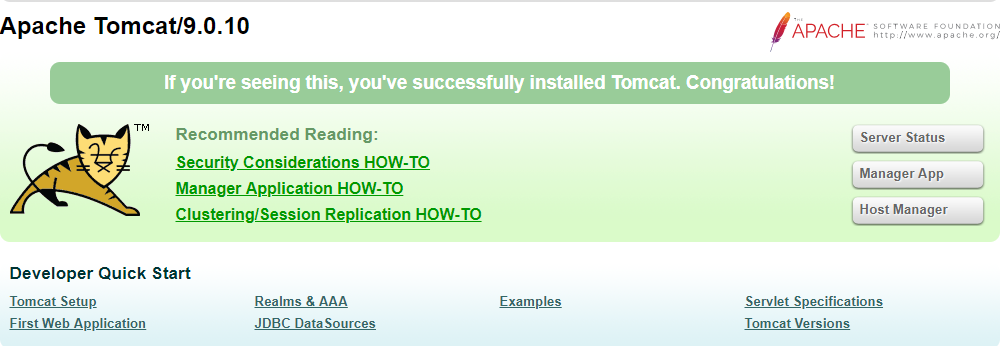 Apache Tomcat/9.0.10
THE
APACHE
SOFTWARE FOUNDATION
http://www.apache.org/
If you're seeing this, you've successfully installed Tomcat. Congratulations!
TM
Recommended Reading:
Security Considerations HOW-TO
Manager Application HOW-TO
Clustering/Session Replication HOW-TO
Server Status
Manager App
Host Manager
Developer Quick Start
Tomcat Setup
First Web Application
Realms & AAA
JDBC DataSources
Examples
Servlet Specifications
Tomcat Versions